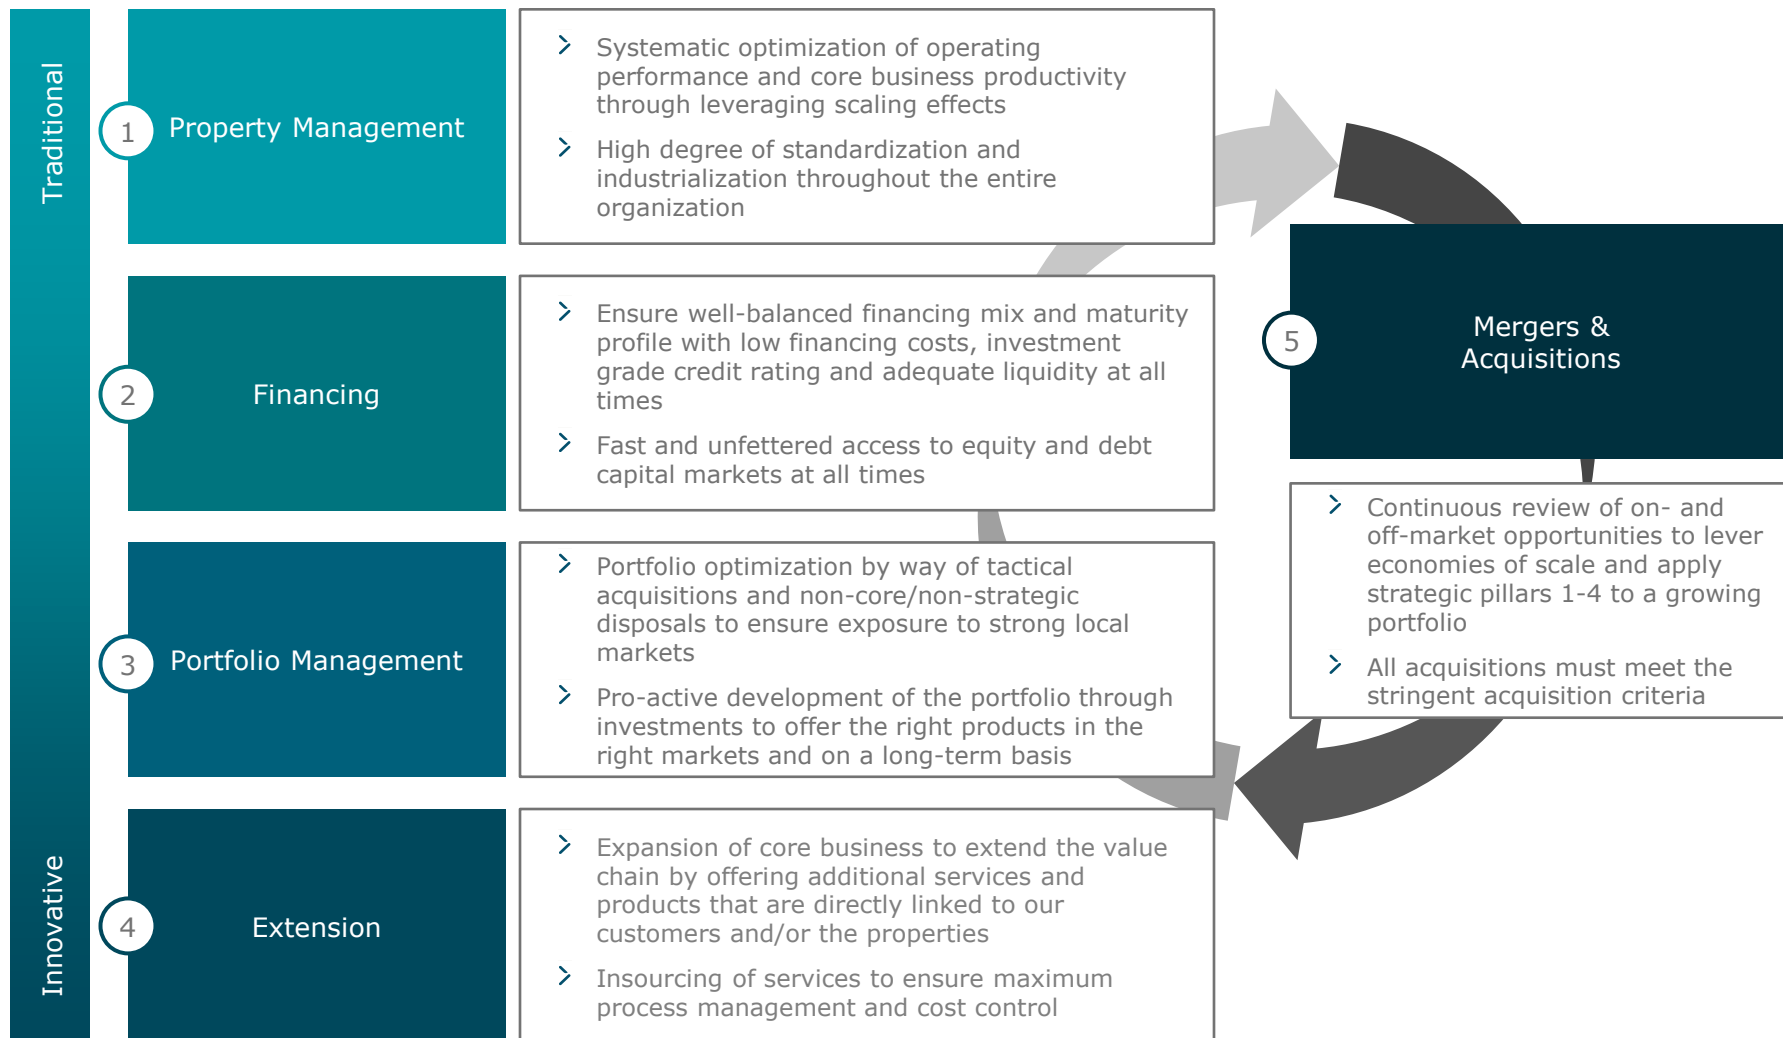 Traditional
1
Property Management
Systematic optimization of operating
performance and core business productivity
through leveraging scaling effects
High degree of standardization and
industrialization throughout the entire
organization
2
Financing
Ensure well-balanced financing mix and maturity
profile with low financing costs, investment
grade credit rating and adequate liquidity at all
times
Fast and unfettered access to equity and debt
capital markets at all times
3
Portfolio Management
Portfolio optimization by way of tactical
acquisitions and non-core/non-strategic
disposals to ensure exposure to strong local
markets
Pro-active development of the portfolio through
investments to offer the right products in the
right markets and on a long-term basis
Innovative
4
Extension
Expansion of core business to extend the value
chain by offering additional services and
products that are directly linked to our
customers and/or the properties
Insourcing of services to ensure maximum
process management and cost control
5
Mergers &
Acquisitions
Continuous review of on- and
off-market opportunities to lever
economies of scale and apply
strategic pillars 1-4 to a growing
portfolio
All acquisitions must meet the
stringent acquisition criteria